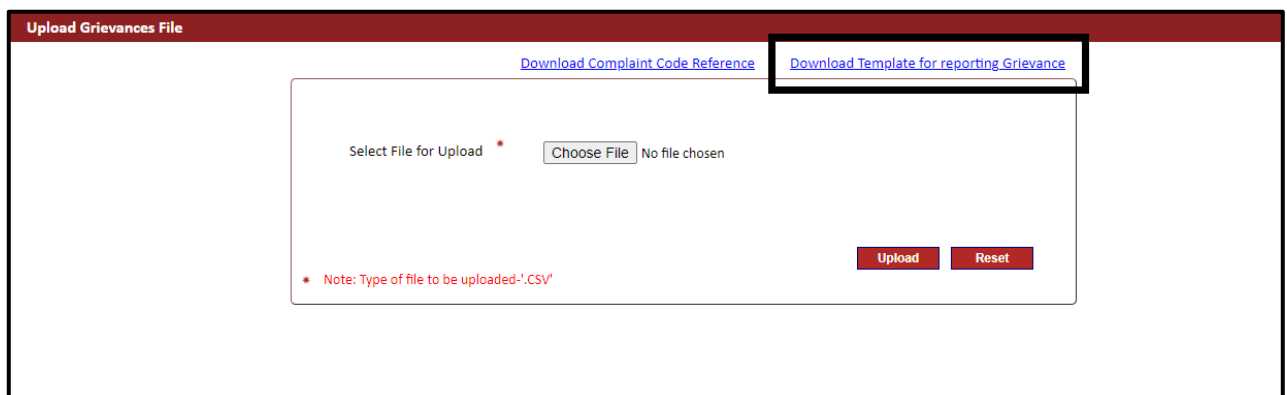 Upload Grievances File
Download Complaint Code Reference Download Template for reporting Grievance
Select File for Upload * Choose File No file chosen
Upload Reset
* Note: Type of file to be uploaded-'.CSV'